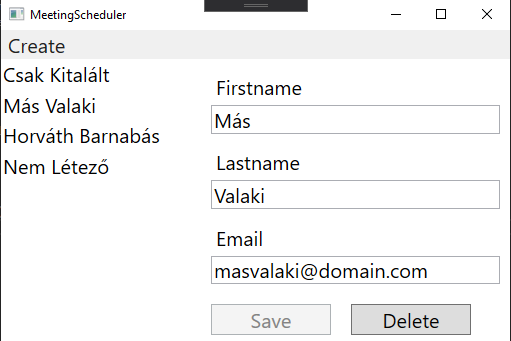 MeetingScheduler
Create
Csak Kitalált
Más Valaki
Horváth Barnabás
Nem Létező
Firstname
Más
Lastname
Valaki
Email
masvalaki@domain.com
Save Delete